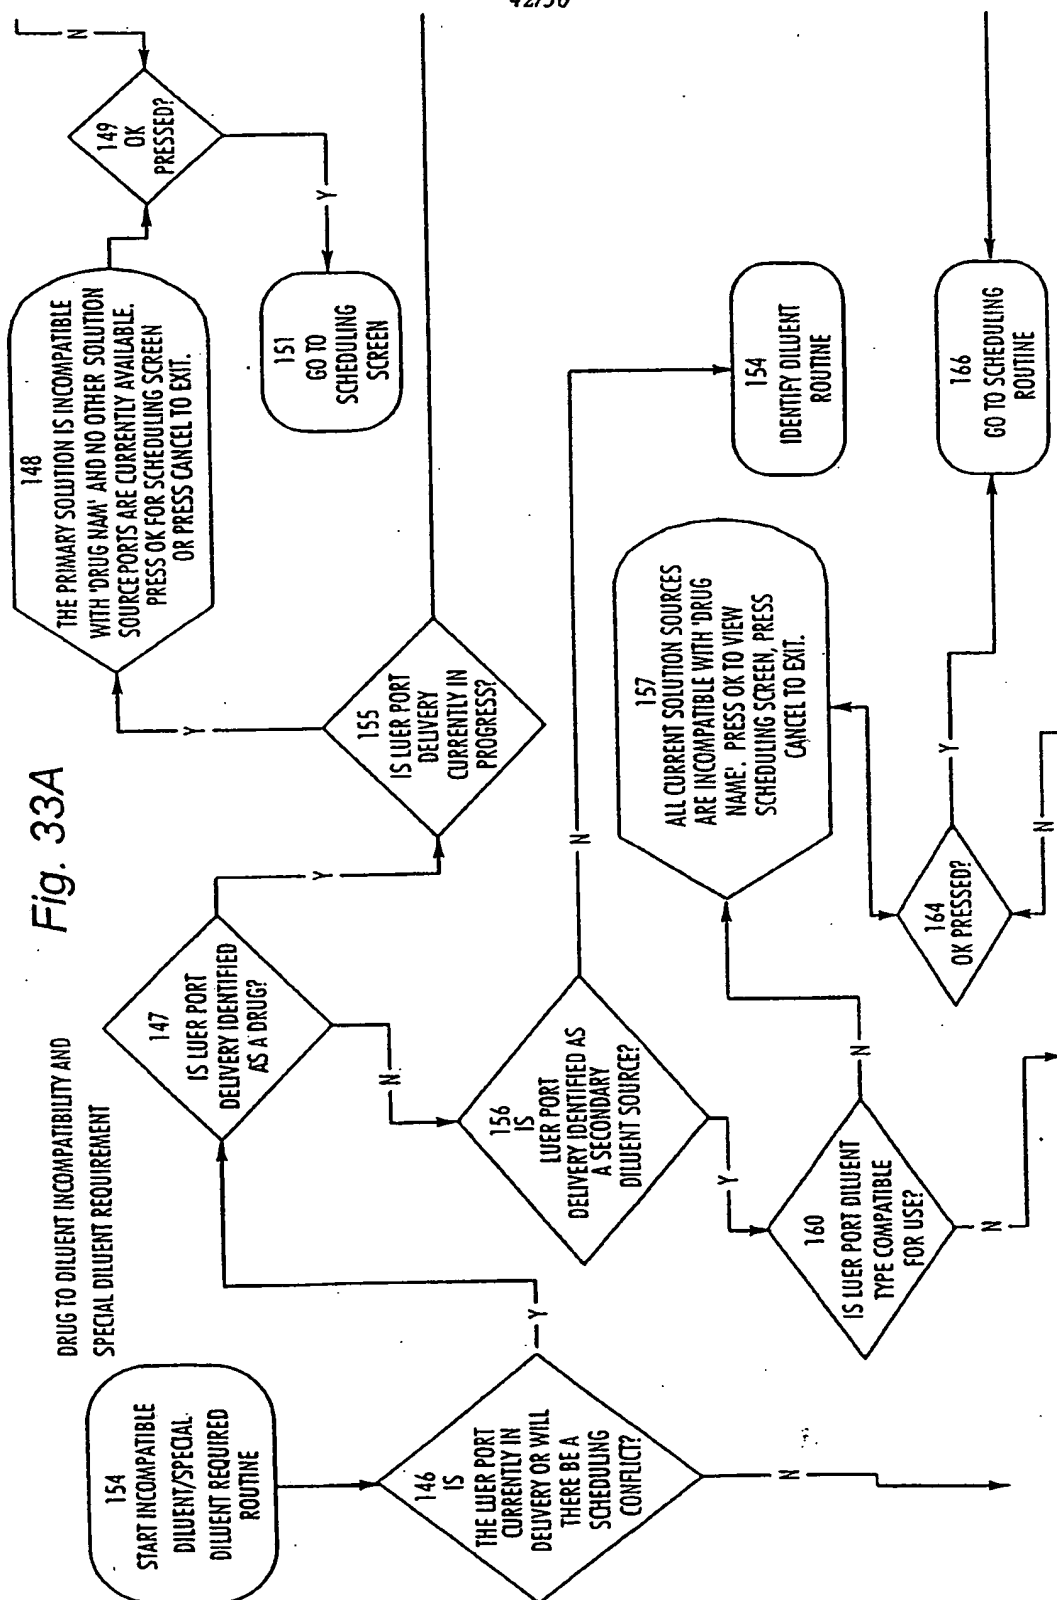 Fig. 33A
DRUG TO DILUENT INCOMPATIBILITY AND
SPECIAL DILUENT REQUIREMENT
154
START INCOMPATIBLE
DILUENT/SPECIAL
DILUENT REQUIRED
ROUTINE
146
IS
THE LUER PORT
CURRENTLY IN
DELIVERY OR WILL
THERE BE A
SCHEDULING
CONFLICT?
Y
N
147
IS LUER PORT
DELIVERY IDENTIFIED
AS A DRUG?
Y
N
155
IS LUER PORT
DELIVERY
CURRENTLY IN
PROGRESS?
Y
148
THE PRIMARY SOLUTION IS INCOMPATIBLE
WITH 'DRUG NAM' AND NO OTHER SOLUTION
SOURCE PORTS ARE CURRENTLY AVAILABLE.
PRESS OK FOR SCHEDULING SCREEN
OR PRESS CANCEL TO EXIT.
149
OK
PRESSED?
N
Y
151
GO TO
SCHEDULING
SCREEN
156
IS
LUER PORT
DELIVERY IDENTIFIED AS
A SECONDARY
DILUENT SOURCE?
N
Y
154
IDENTIFY DILUENT
ROUTINE
160
IS LUER PORT DILUENT
TYPE COMPATIBLE
FOR USE?
N
N
157
ALL CURRENT SOLUTION SOURCES
ARE INCOMPATIBLE WITH 'DRUG
NAME'. PRESS OK TO VIEW
SCHEDULING SCREEN, PRESS
CANCEL TO EXIT.
164
OK PRESSED?
Y
N
166
GO TO SCHEDULING
ROUTINE